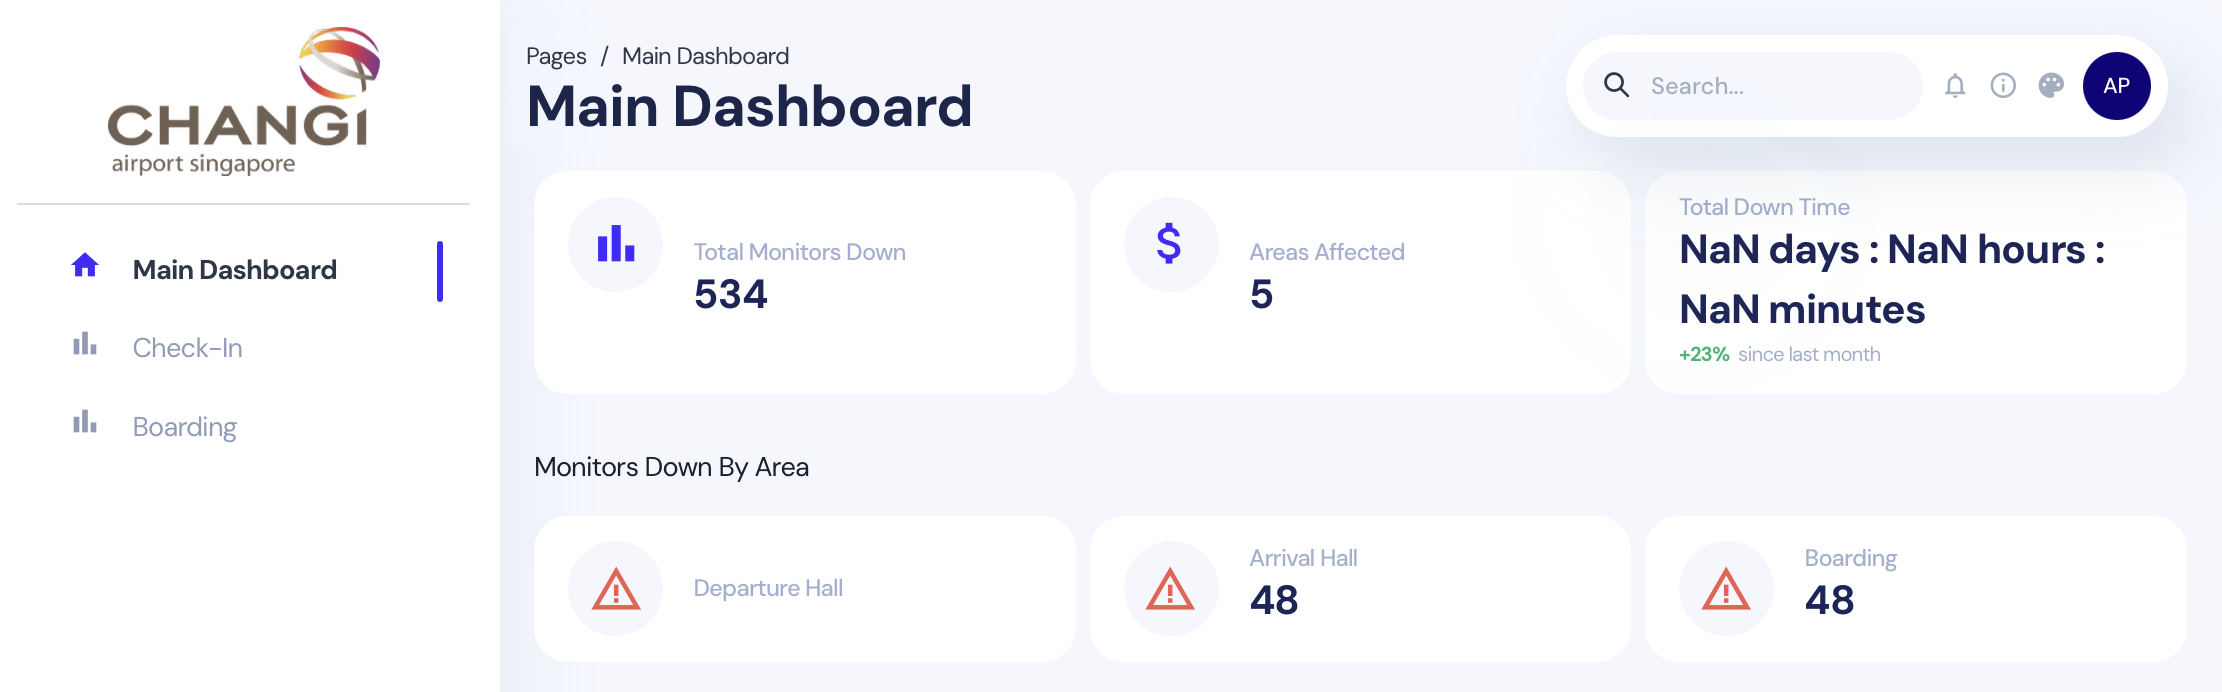 CHANGI
airport singapore
Main Dashboard
Check-In
Boarding
Pages / Main Dashboard
Main Dashboard
Search...
AP
Total Monitors Down
534
Areas Affected
5
Total Down Time
NaN days : NaN hours :
NaN minutes
+23% since last month
Monitors Down By Area
Departure Hall
Arrival Hall
48
Boarding
48